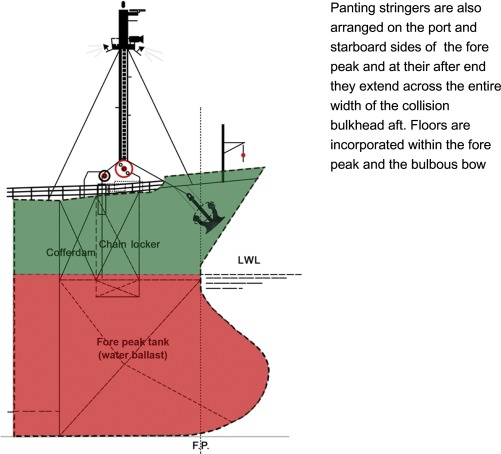 Panting stringers are also
arranged on the port and
starboard sides of the fore
peak and at their after end
they extend across the entire
width of the collision
bulkhead aft. Floors are
incorporated within the fore
peak and the bulbous bow
Chain locker
Cofferdam
LWL
Fore peak tank
(water ballast)
F.P.